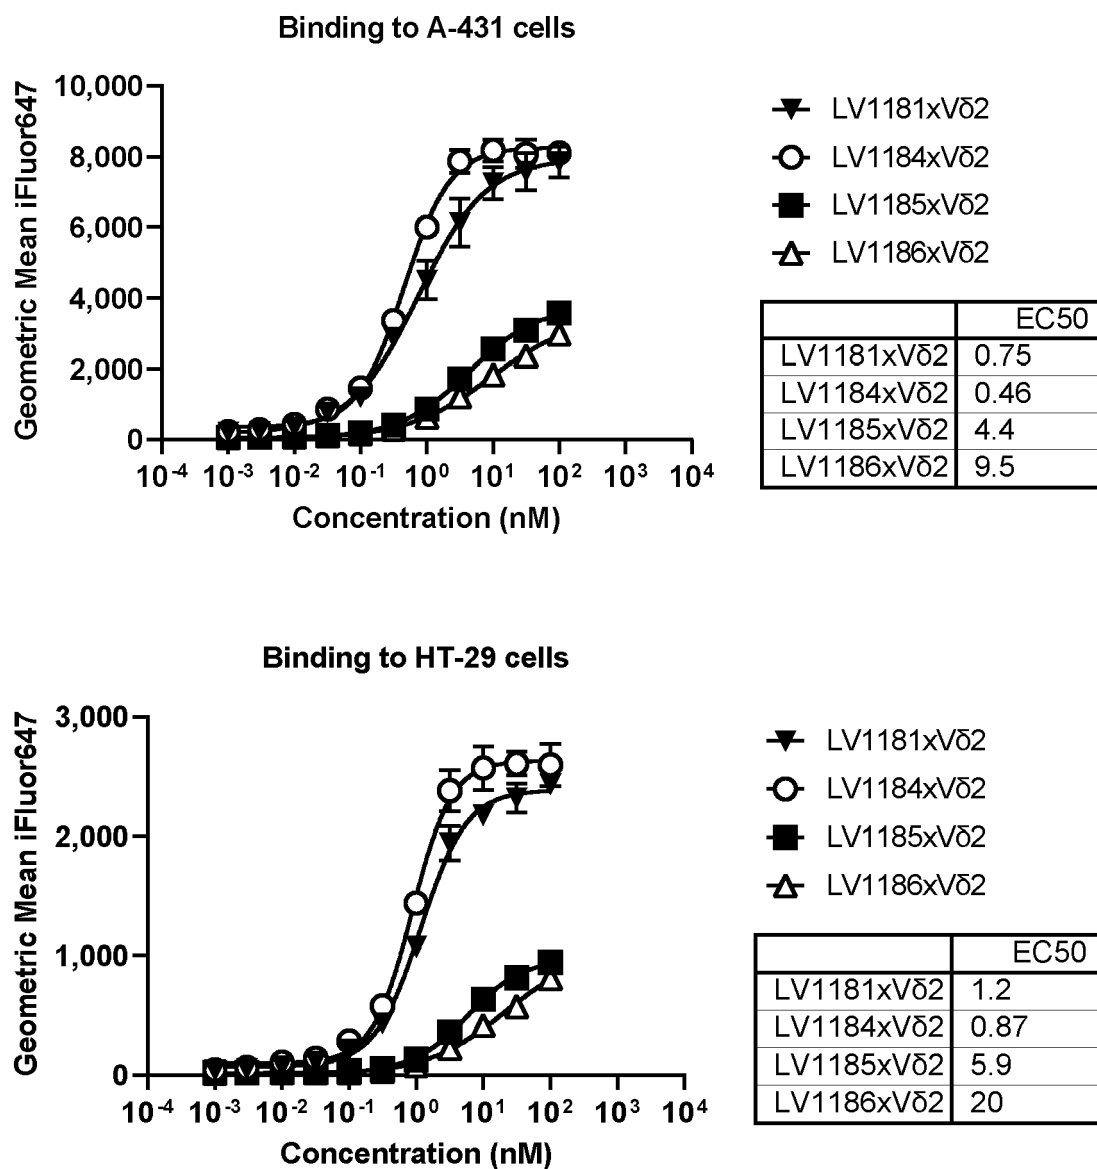 Binding to A-431 cells
Geometric Mean iFluor647
10,000
8,000
6,000
4,000
2,000
0
10⁻⁴ 10⁻³ 10⁻² 10⁻¹ 10⁰ 10¹ 10² 10³ 10⁴
Concentration (nM)
LV1181xVδ2
LV1184xVδ2
LV1185xVδ2
LV1186xVδ2
EC50
LV1181xVδ2 0.75
LV1184xVδ2 0.46
LV1185xVδ2 4.4
LV1186xVδ2 9.5
Binding to HT-29 cells
Geometric Mean iFluor647
3,000
2,000
1,000
0
10⁻⁴ 10⁻³ 10⁻² 10⁻¹ 10⁰ 10¹ 10² 10³ 10⁴
Concentration (nM)
LV1181xVδ2
LV1184xVδ2
LV1185xVδ2
LV1186xVδ2
EC50
LV1181xVδ2 1.2
LV1184xVδ2 0.87
LV1185xVδ2 5.9
LV1186xVδ2 20